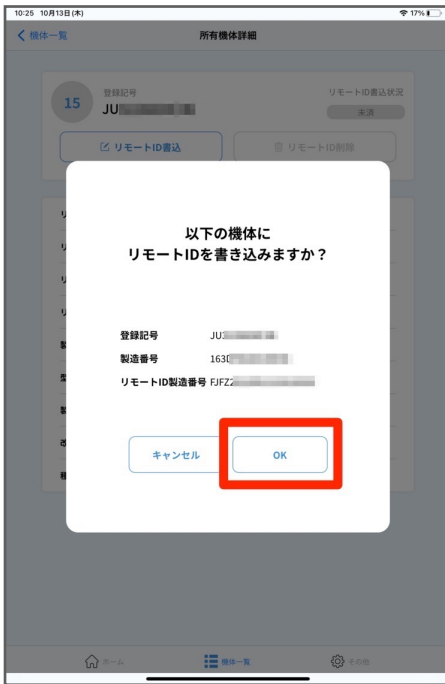 10:25 10月13日(木)
17%
機体一覧
所有機体詳細
15
登録記号
JU
リモートID書込状況
未済
リモートID書込
リモートID削除
以下の機体に
リモートIDを書き込みますか？
登録記号 JU
製造番号 163
リモートID製造番号 FJFZ2
キャンセル
OK
ホーム
機体一覧
その他